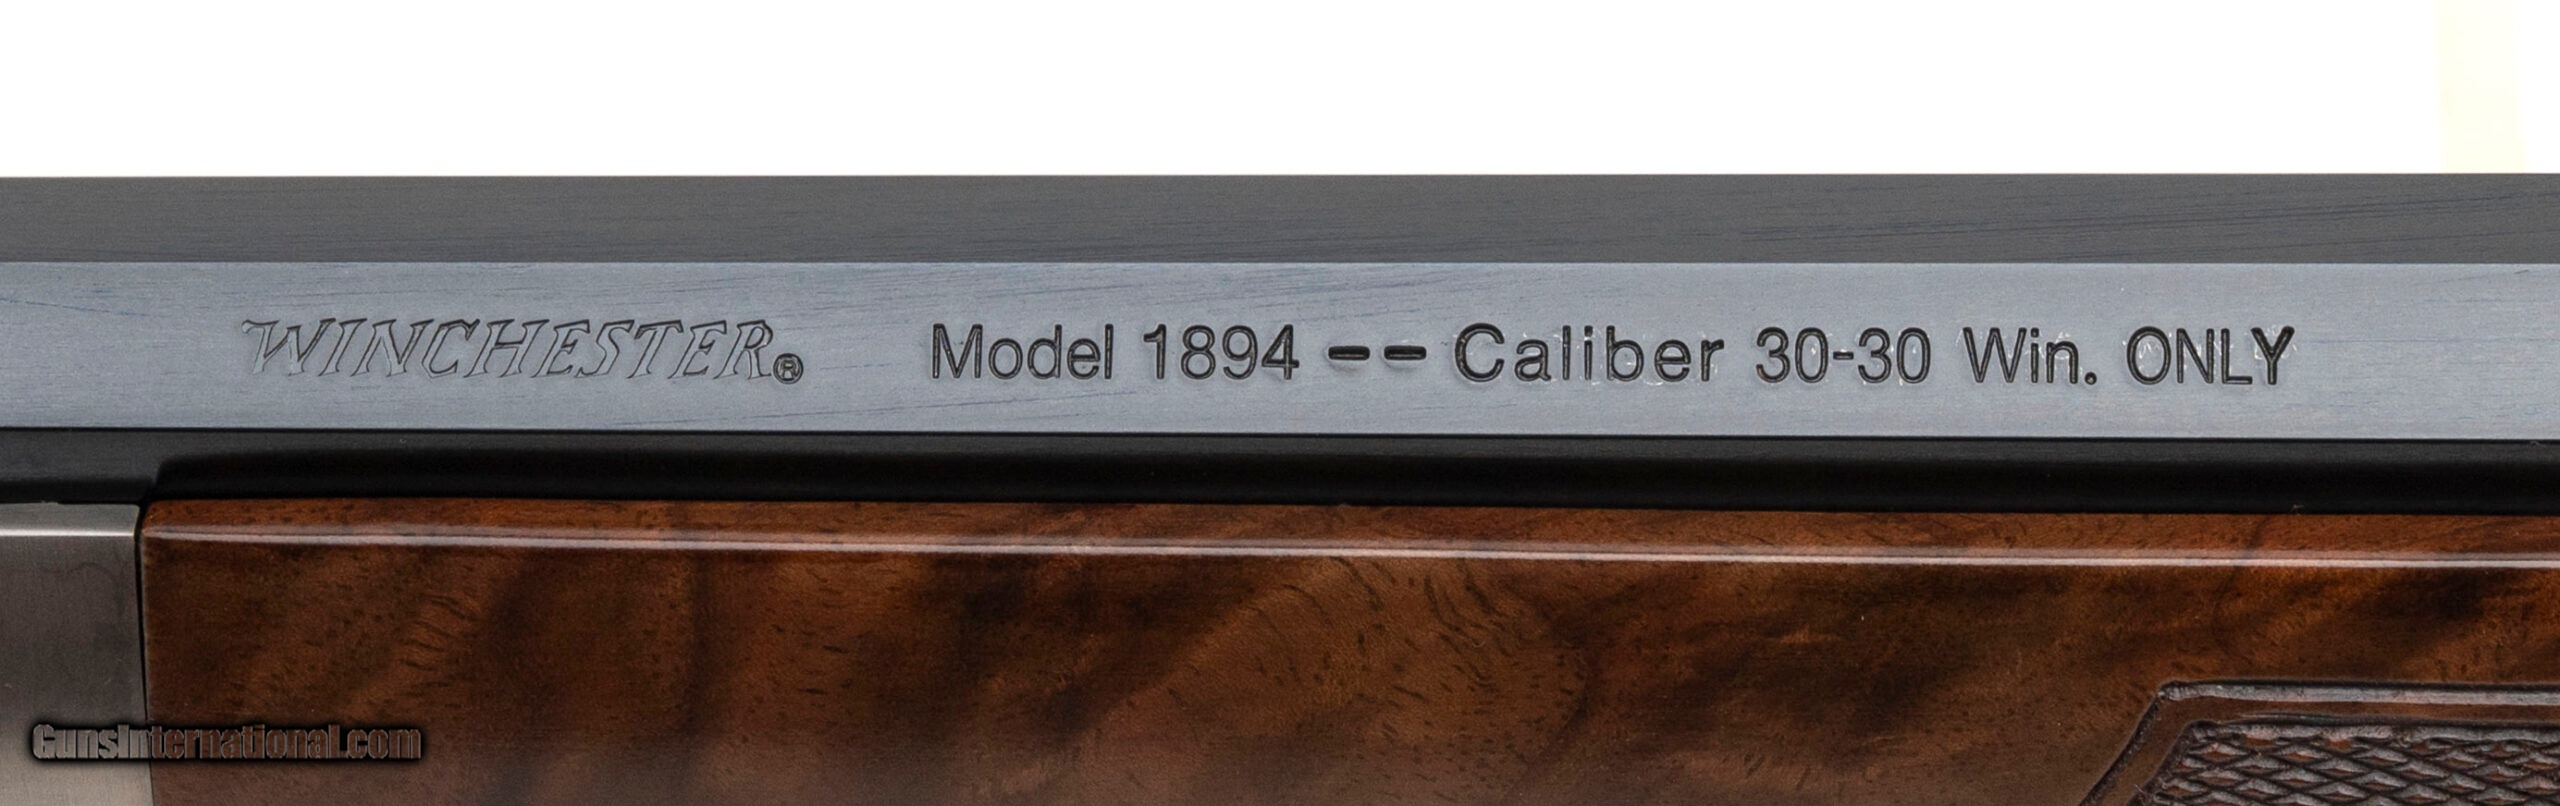 WINCHESTER® Model 1894 -- Caliber 30-30 Win. ONLY
GunsInternational.com